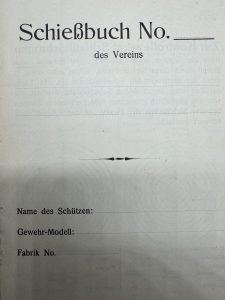 Schießbuch No.
des Vereins
Name des Schützen:
Gewehr-Modell:
Fabrik No.